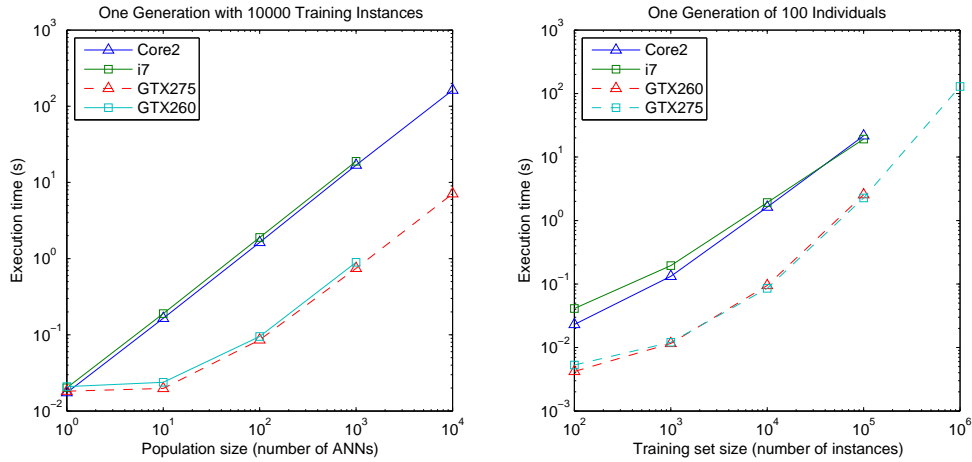 One Generation with 10000 Training Instances
10^3
10^2
10^1
10^0
10^-1
10^-2
Execution time (s)
Core2
i7
GTX275
GTX260
10^0
10^1
10^2
10^3
10^4
Population size (number of ANNs)
One Generation of 100 Individuals
10^3
10^2
10^1
10^0
10^-1
10^-2
10^-3
Execution time (s)
Core2
i7
GTX260
GTX275
10^2
10^3
10^4
10^5
10^6
Training set size (number of instances)